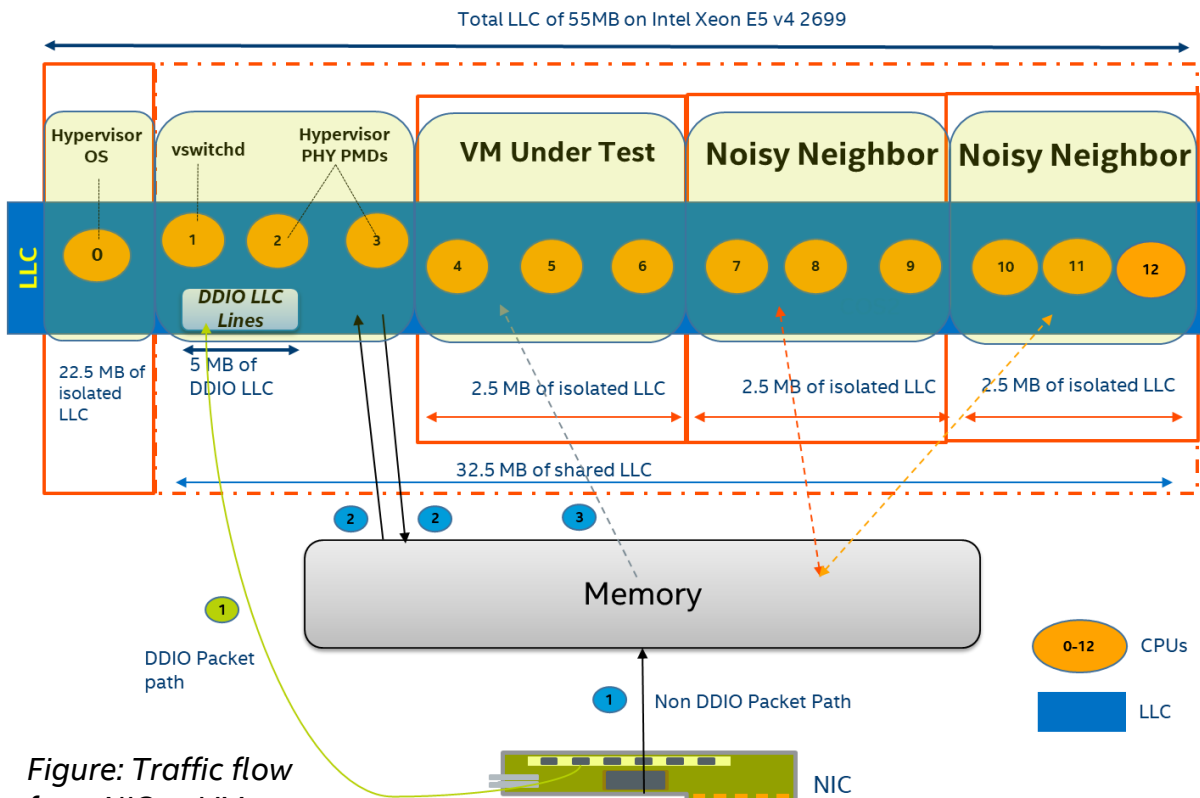 Total LLC of 55MB on Intel Xeon E5 v4 2699
Hypervisor
OS
vswitchd
Hypervisor
PHY PMDs
VM Under Test
Noisy Neighbor
Noisy Neighbor
LLC
0
1
2
3
4
5
6
7
8
9
10
11
12
DDIO LLC
Lines
22.5 MB of
isolated
LLC
5 MB of
DDIO LLC
2.5 MB of isolated LLC
2.5 MB of isolated LLC
2.5 MB of isolated LLC
32.5 MB of shared LLC
2
2
3
Memory
1
DDIO Packet
path
1
Non DDIO Packet Path
0-12
CPUs
LLC
NIC
Figure: Traffic flow